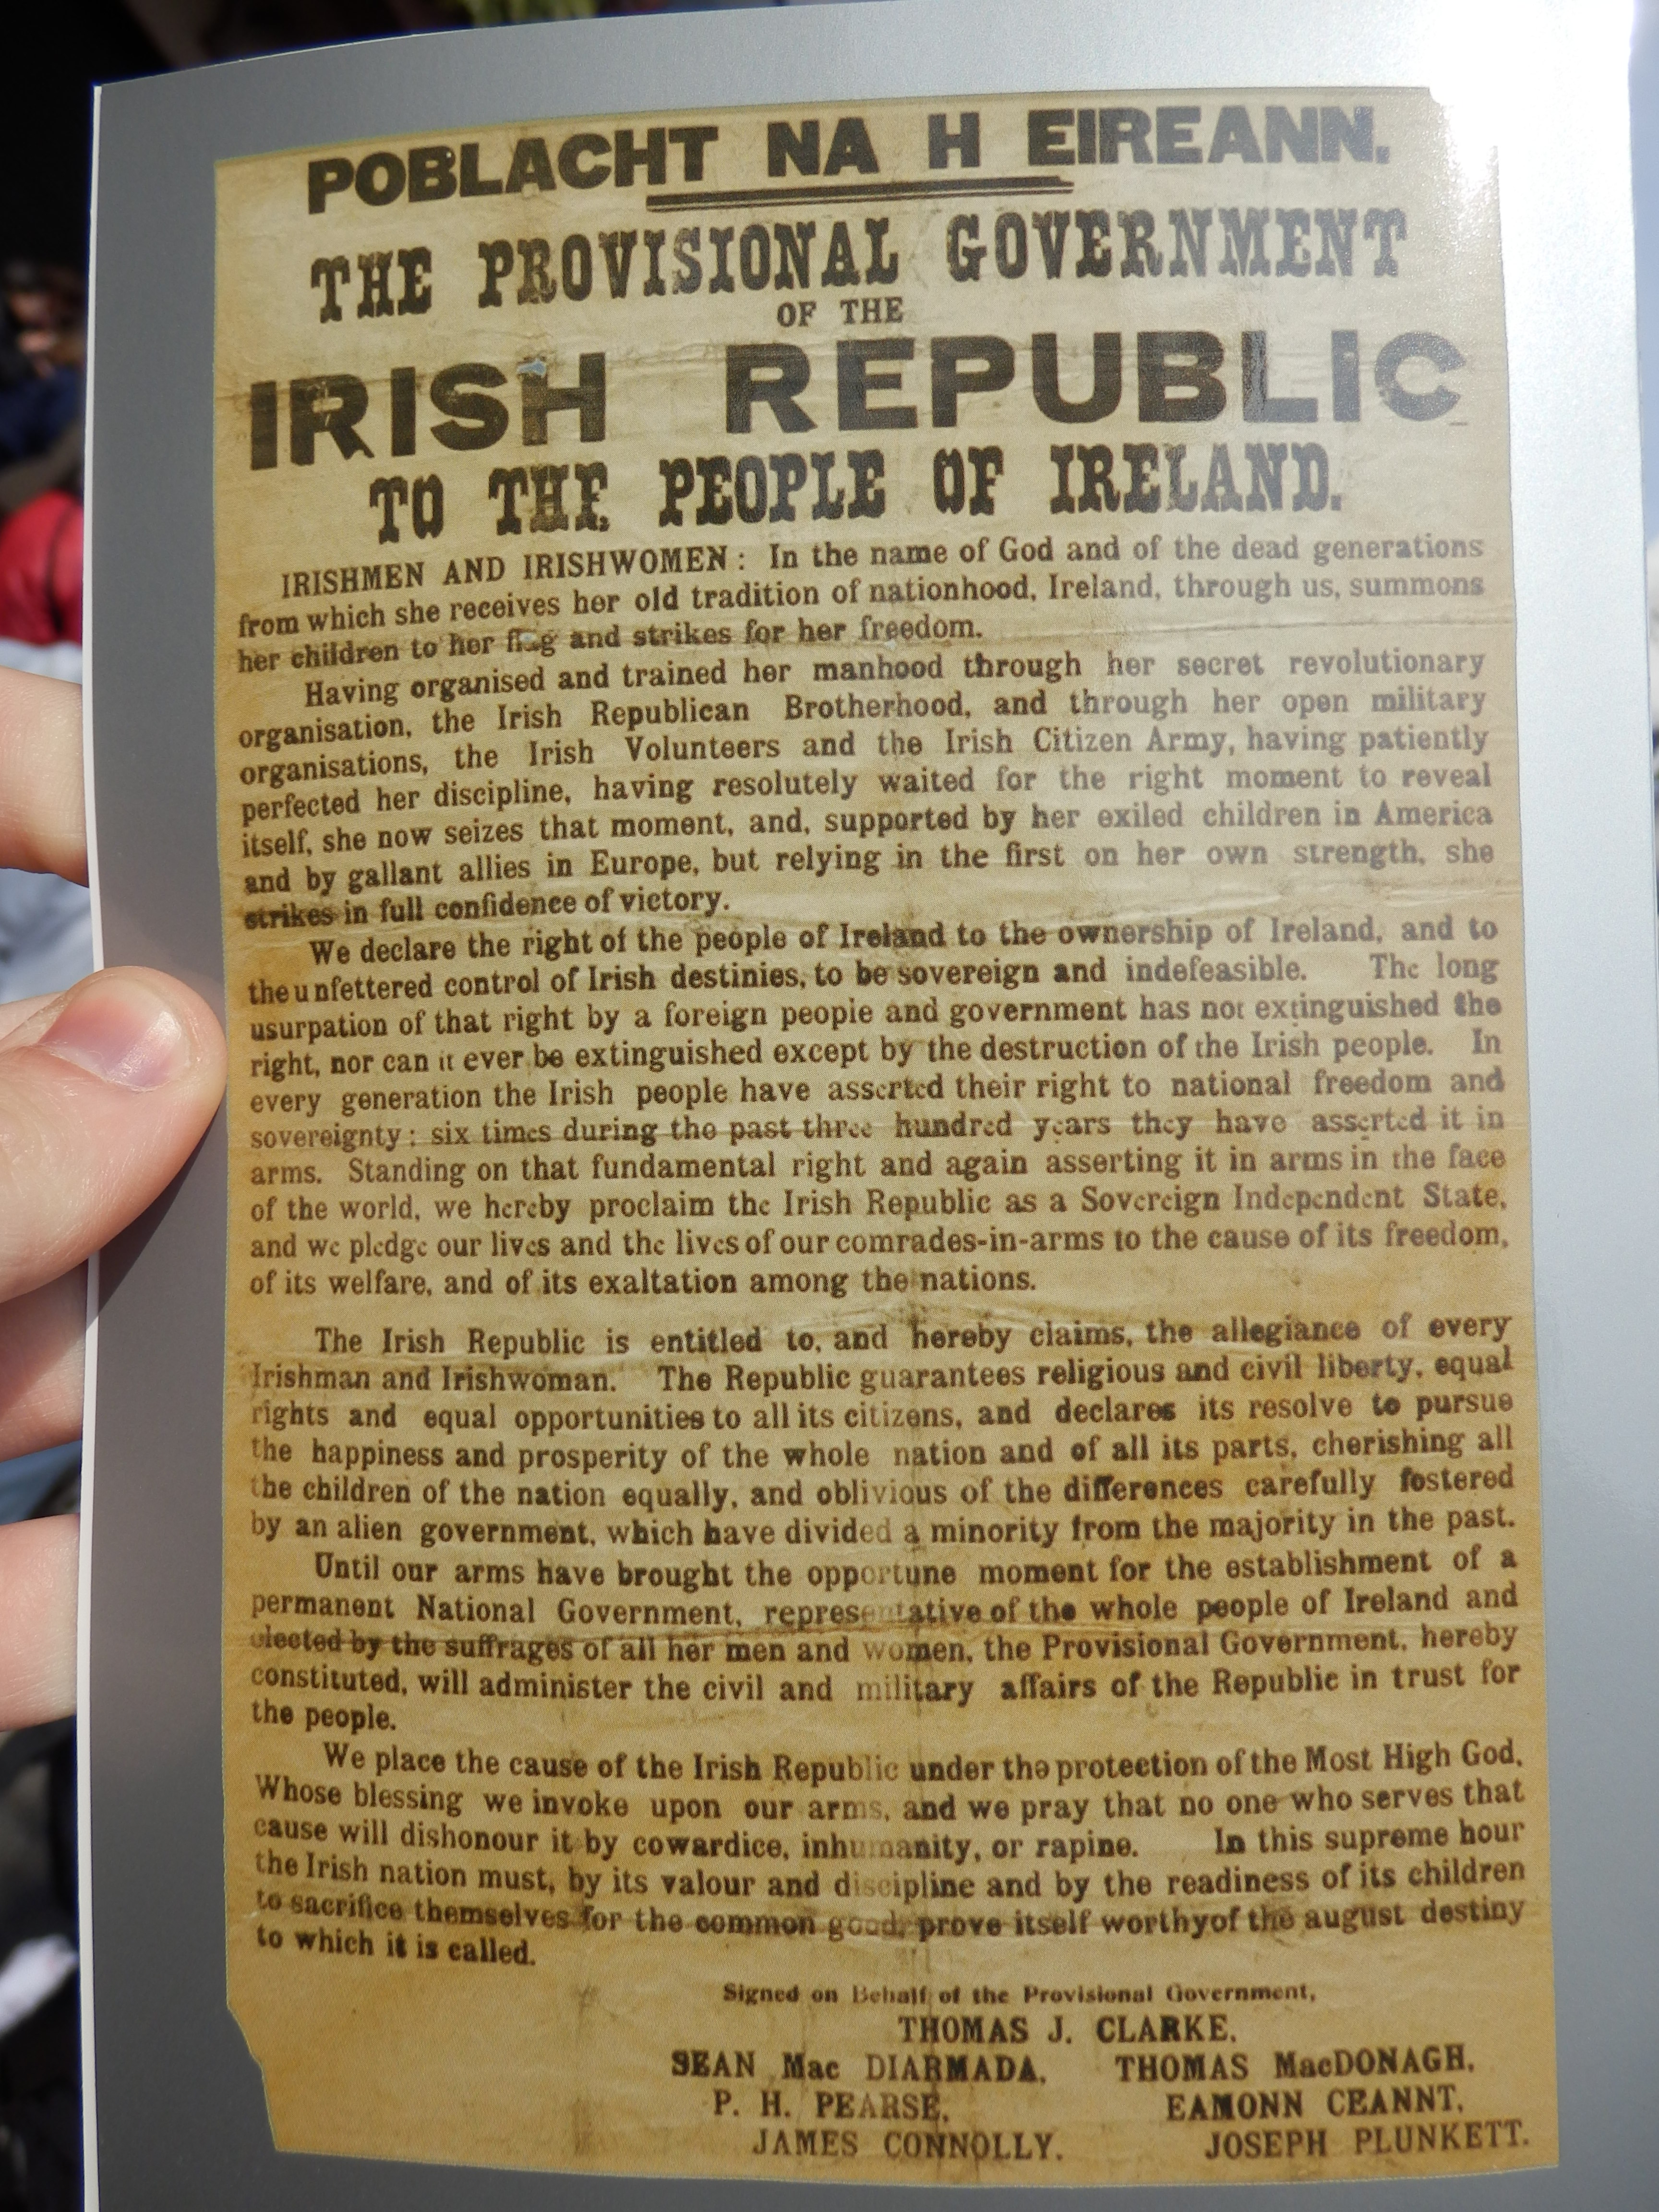 POBLACHT NA H EIREANN.
THE PROVISIONAL GOVERNMENT
OF THE
IRISH REPUBLIC
TO THE PEOPLE OF IRELAND.
IRISHMEN AND IRISHWOMEN : In the name of God and of the dead generations
from which she receives her old tradition of nationhood, Ireland, through us, summons
her children to her flag and strikes for her freedom.
Having organised and trained her manhood through her secret revolutionary
organisation, the Irish Republican Brotherhood, and through her open military
organisations, the Irish Volunteers and the Irish Citizen Army, having patiently
perfected her discipline, having resolutely waited for the right moment to reveal
itself, she now seizes that moment, and, supported by her exiled children in America
and by gallant allies in Europe, but relying in the first on her own strength, she
strikes in full confidence of victory.
We declare the right of the people of Ireland to the ownership of Ireland, and to
the unfettered control of Irish destinies, to be sovereign and indefeasible. The long
usurpation of that right by a foreign people and government has not extinguished the
right, nor can it ever be extinguished except by the destruction of the Irish people. In
every generation the Irish people have asserted their right to national freedom and
sovereignty ; six times during the past three hundred years they have asserted it in
arms. Standing on that fundamental right and again asserting it in arms in the face
of the world, we hereby proclaim the Irish Republic as a Sovereign Independent State,
and we pledge our lives and the lives of our comrades-in-arms to the cause of its freedom,
of its welfare, and of its exaltation among the nations.
The Irish Republic is entitled to, and hereby claims, the allegiance of every
Irishman and Irishwoman. The Republic guarantees religious and civil liberty, equal
rights and equal opportunities to all its citizens, and declares its resolve to pursue
the happiness and prosperity of the whole nation and of all its parts, cherishing all
the children of the nation equally, and oblivious of the differences carefully fostered
by an alien government, which have divided a minority from the majority in the past.
Until our arms have brought the opportune moment for the establishment of a
permanent National Government, representative of the whole people of Ireland and
elected by the suffrages of all her men and women, the Provisional Government, hereby
constituted, will administer the civil and military affairs of the Republic in trust for
the people.
We place the cause of the Irish Republic under the protection of the Most High God,
Whose blessing we invoke upon our arms, and we pray that no one who serves that
cause will dishonour it by cowardice, inhumanity, or rapine. In this supreme hour
the Irish nation must, by its valour and discipline and by the readiness of its children
to sacrifice themselves for the common good, prove itself worthy of the august destiny
to which it is called.
Signed on Behalf of the Provisional Government,
THOMAS J. CLARKE,
SEAN Mac DIARMADA, THOMAS MacDONAGH,
P. H. PEARSE, EAMONN CEANNT,
JAMES CONNOLLY. JOSEPH PLUNKETT.